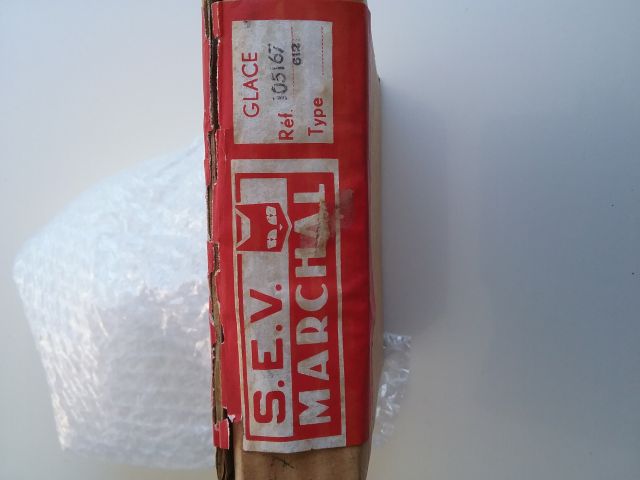 GLACE
Réf. 105167
612
Type
S.E.V.
MARCHAL